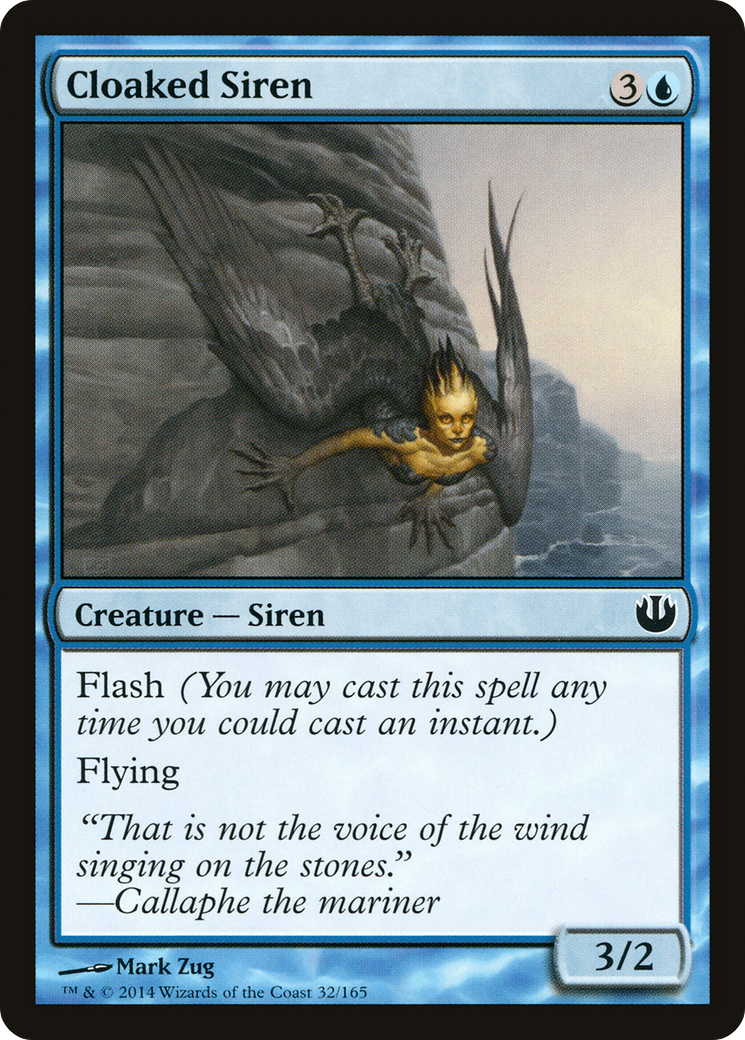 Cloaked Siren 3
Creature — Siren
Flash (You may cast this spell any
time you could cast an instant.)
Flying
“That is not the voice of the wind
singing on the stones.”
—Callaphe the mariner
3/2
Mark Zug
™ & © 2014 Wizards of the Coast 32/165